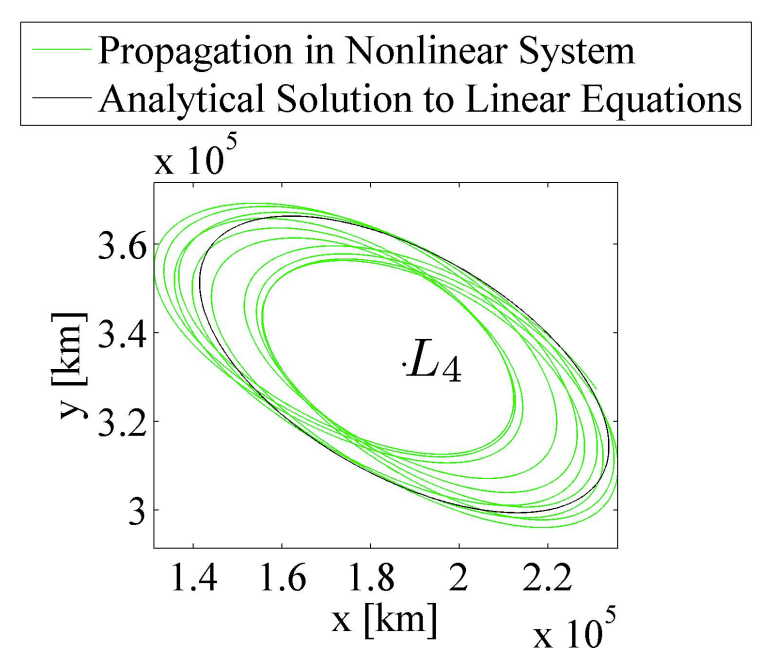 Propagation in Nonlinear System
Analytical Solution to Linear Equations
x 10^5
3.6
3.4
3.2
3
y [km]
·L_4
1.4 1.6 1.8 2 2.2
x [km]
x 10^5